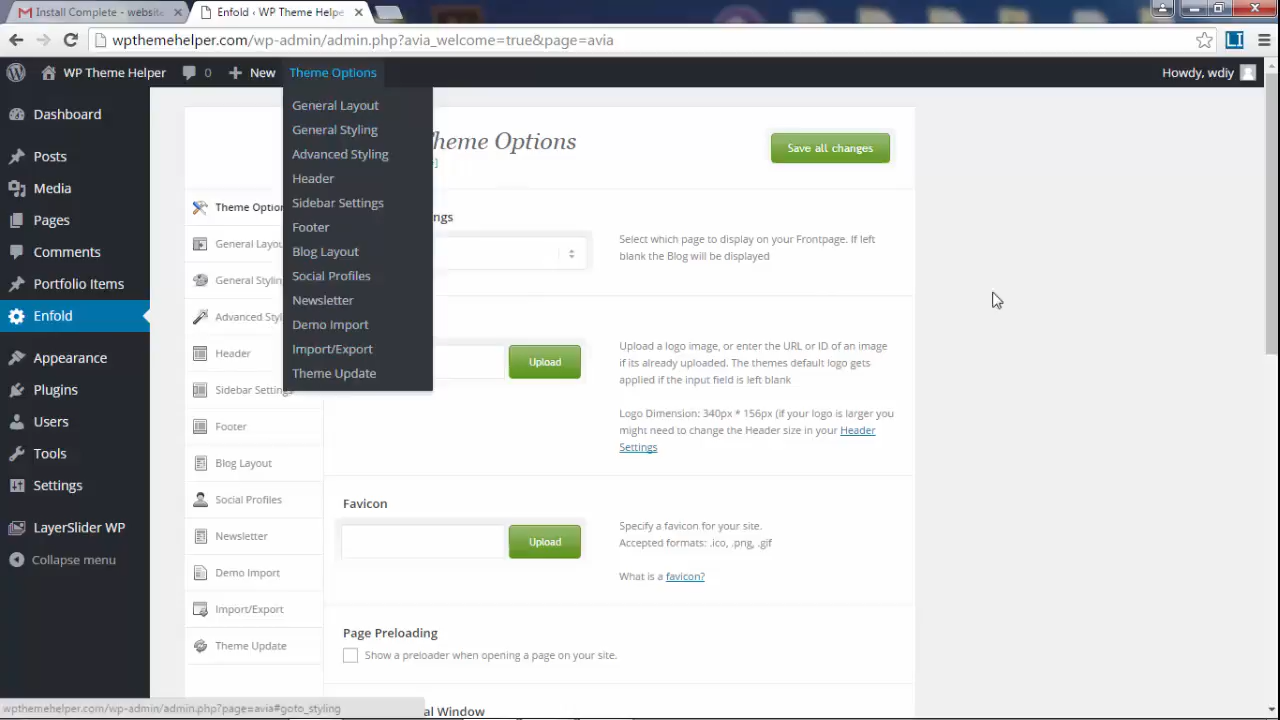 Install Complete - website
Enfold ‹ WP Theme Helpe
wpthemehelper.com/wp-admin/admin.php?avia_welcome=true&page=avia
LI
WP Theme Helper
0
New
Theme Options
Howdy, wdiy
Dashboard
Posts
Media
Pages
Comments
Portfolio Items
Enfold
Appearance
Plugins
Users
Tools
Settings
LayerSlider WP
Collapse menu
General Layout
General Styling
Advanced Styling
Header
Sidebar Settings
Footer
Blog Layout
Social Profiles
Newsletter
Demo Import
Import/Export
Theme Update
heme Options
Save all changes
Theme Option
General Layou
General Stylin
Advanced Styl
Header
Sidebar Settings
Footer
Blog Layout
Social Profiles
Newsletter
Demo Import
Import/Export
Theme Update
ngs
Select which page to display on your Frontpage. If left
blank the Blog will be displayed
Upload
Upload a logo image, or enter the URL or ID of an image
if its already uploaded. The themes default logo gets
applied if the input field is left blank
Logo Dimension: 340px * 156px (if your logo is larger you
might need to change the Header size in your Header
Settings
Favicon
Upload
Specify a favicon for your site.
Accepted formats: .ico, .png, .gif
What is a favicon?
Page Preloading
Show a preloader when opening a page on your site.
al Window
wpthemehelper.com/wp-admin/admin.php?page=avia#goto_styling